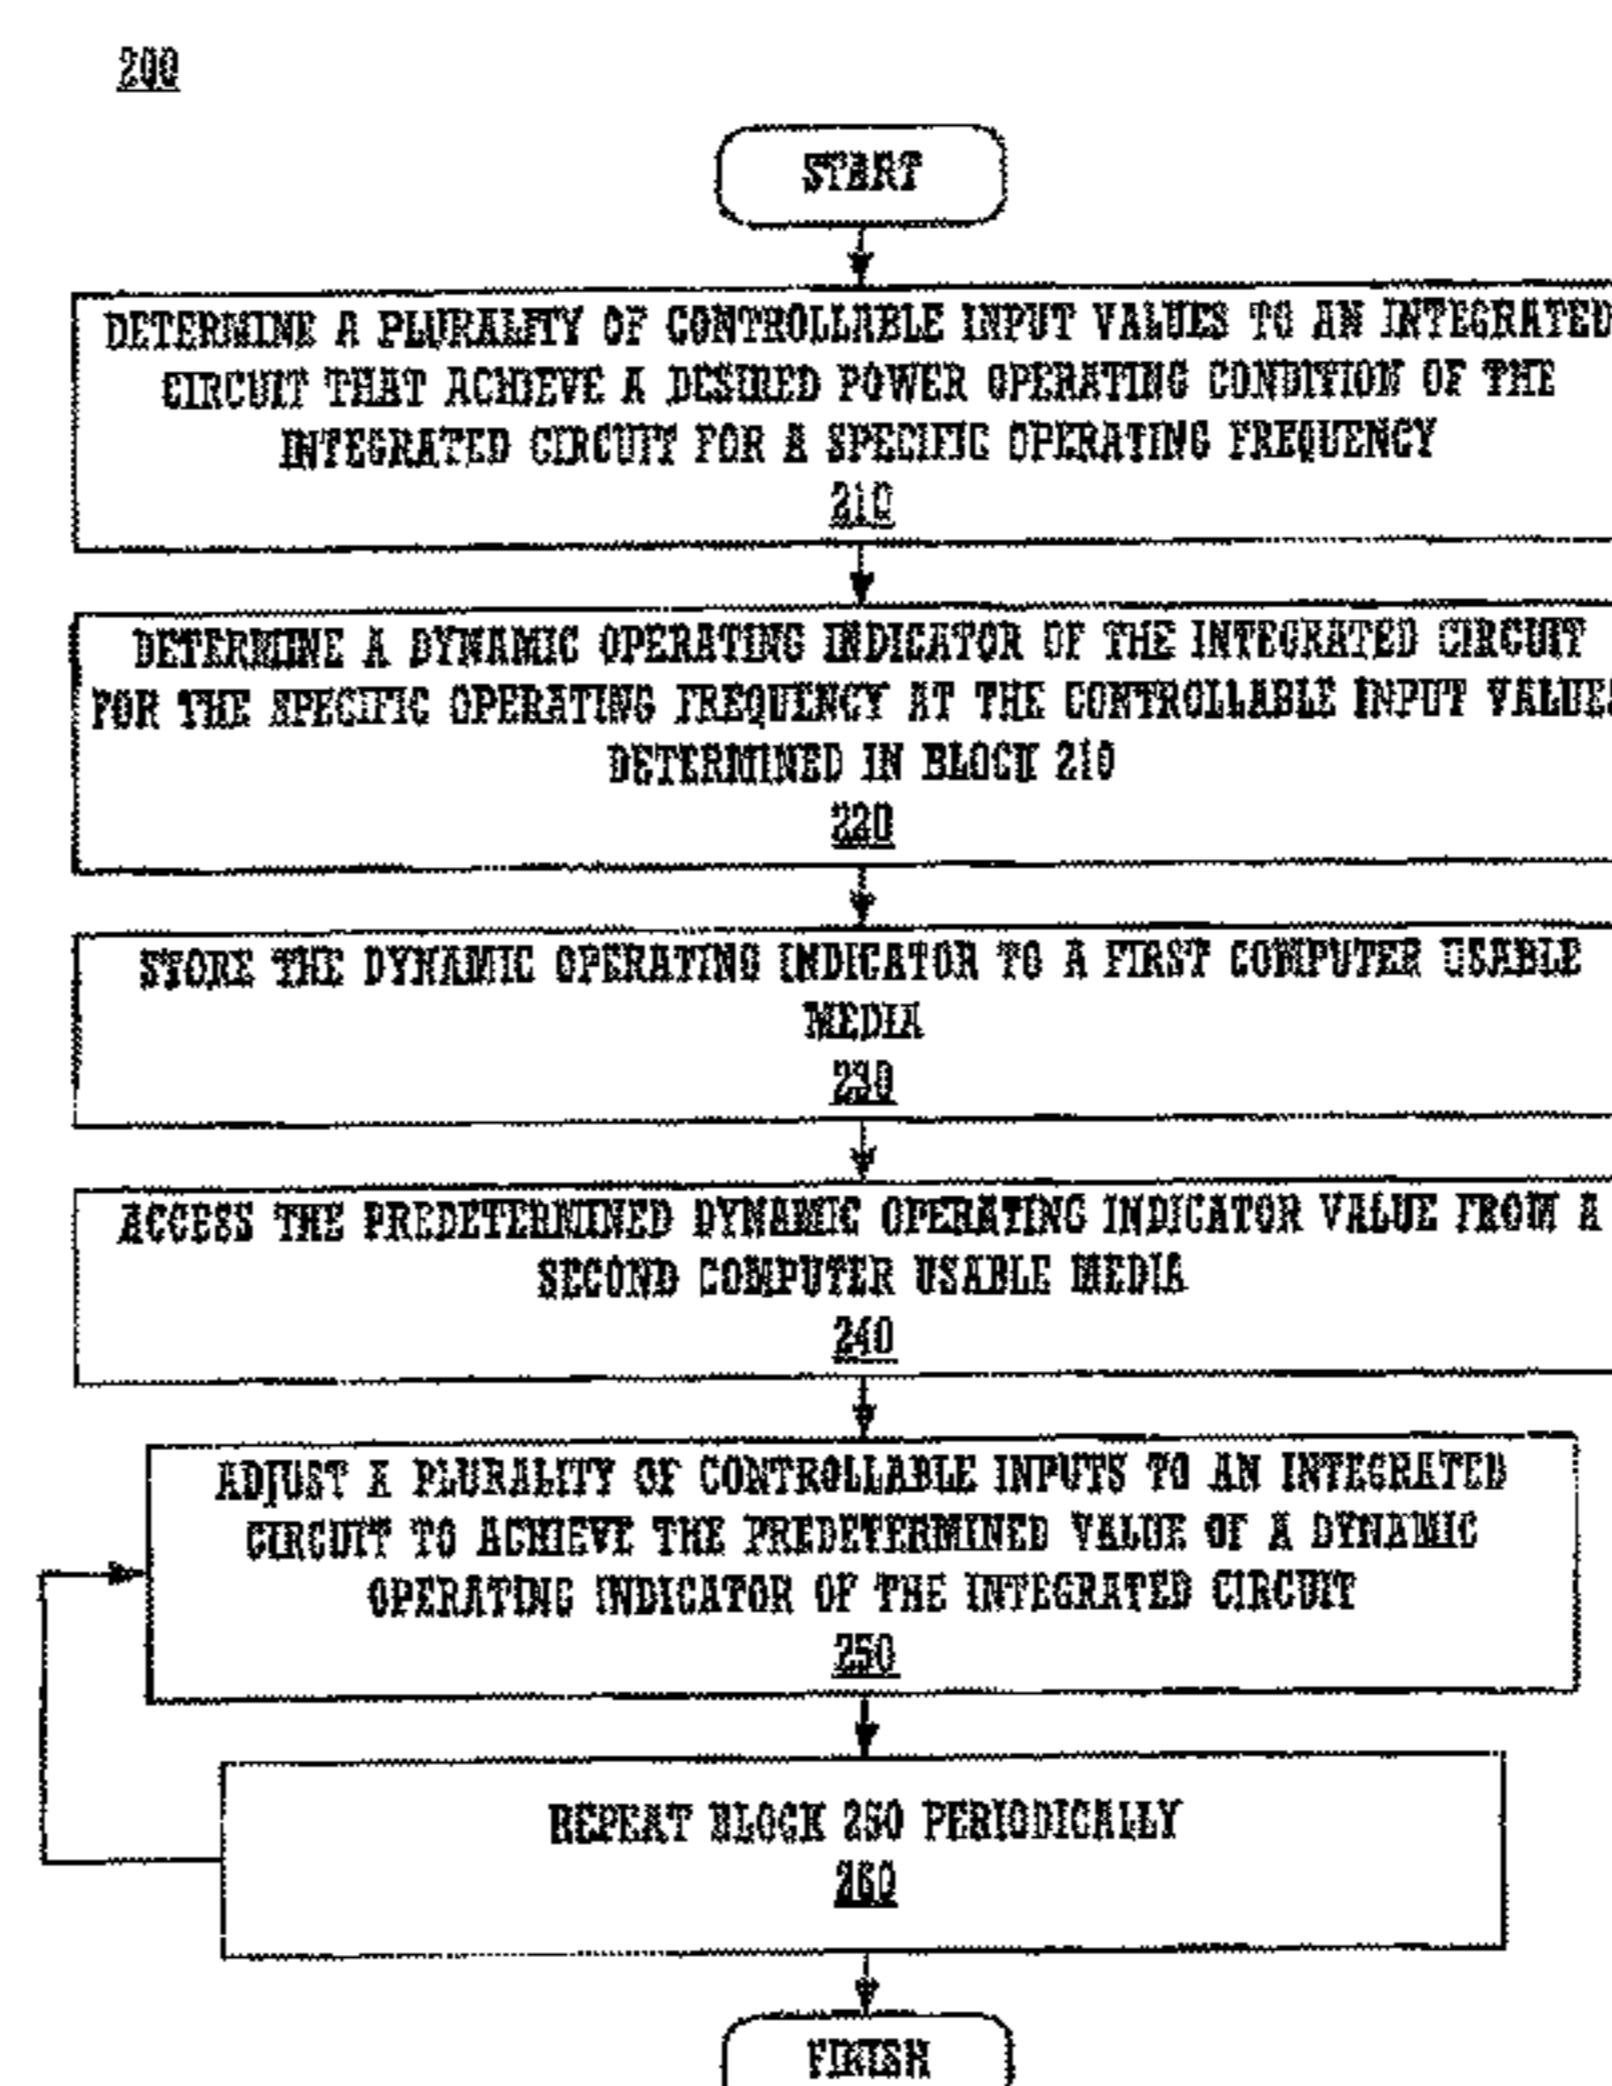 200
START
DETERMINE A PLURALITY OF CONTROLLABLE INPUT VALUES TO AN INTEGRATED
CIRCUIT THAT ACHIEVE A DESIRED POWER OPERATING CONDITION OF THE
INTEGRATED CIRCUIT FOR A SPECIFIC OPERATING FREQUENCY
210
DETERMINE A DYNAMIC OPERATING INDICATOR OF THE INTEGRATED CIRCUIT
FOR THE SPECIFIC OPERATING FREQUENCY AT THE CONTROLLABLE INPUT VALUES
DETERMINED IN BLOCK 210
220
STORE THE DYNAMIC OPERATING INDICATOR TO A FIRST COMPUTER USABLE
MEDIA
230
ACCESS THE PREDETERMINED DYNAMIC OPERATING INDICATOR VALUE FROM A
SECOND COMPUTER USABLE MEDIA
240
ADJUST A PLURALITY OF CONTROLLABLE INPUTS TO AN INTEGRATED
CIRCUIT TO ACHIEVE THE PREDETERMINED VALUE OF A DYNAMIC
OPERATING INDICATOR OF THE INTEGRATED CIRCUIT
250
REPEAT BLOCK 250 PERIODICALLY
260
FINISH